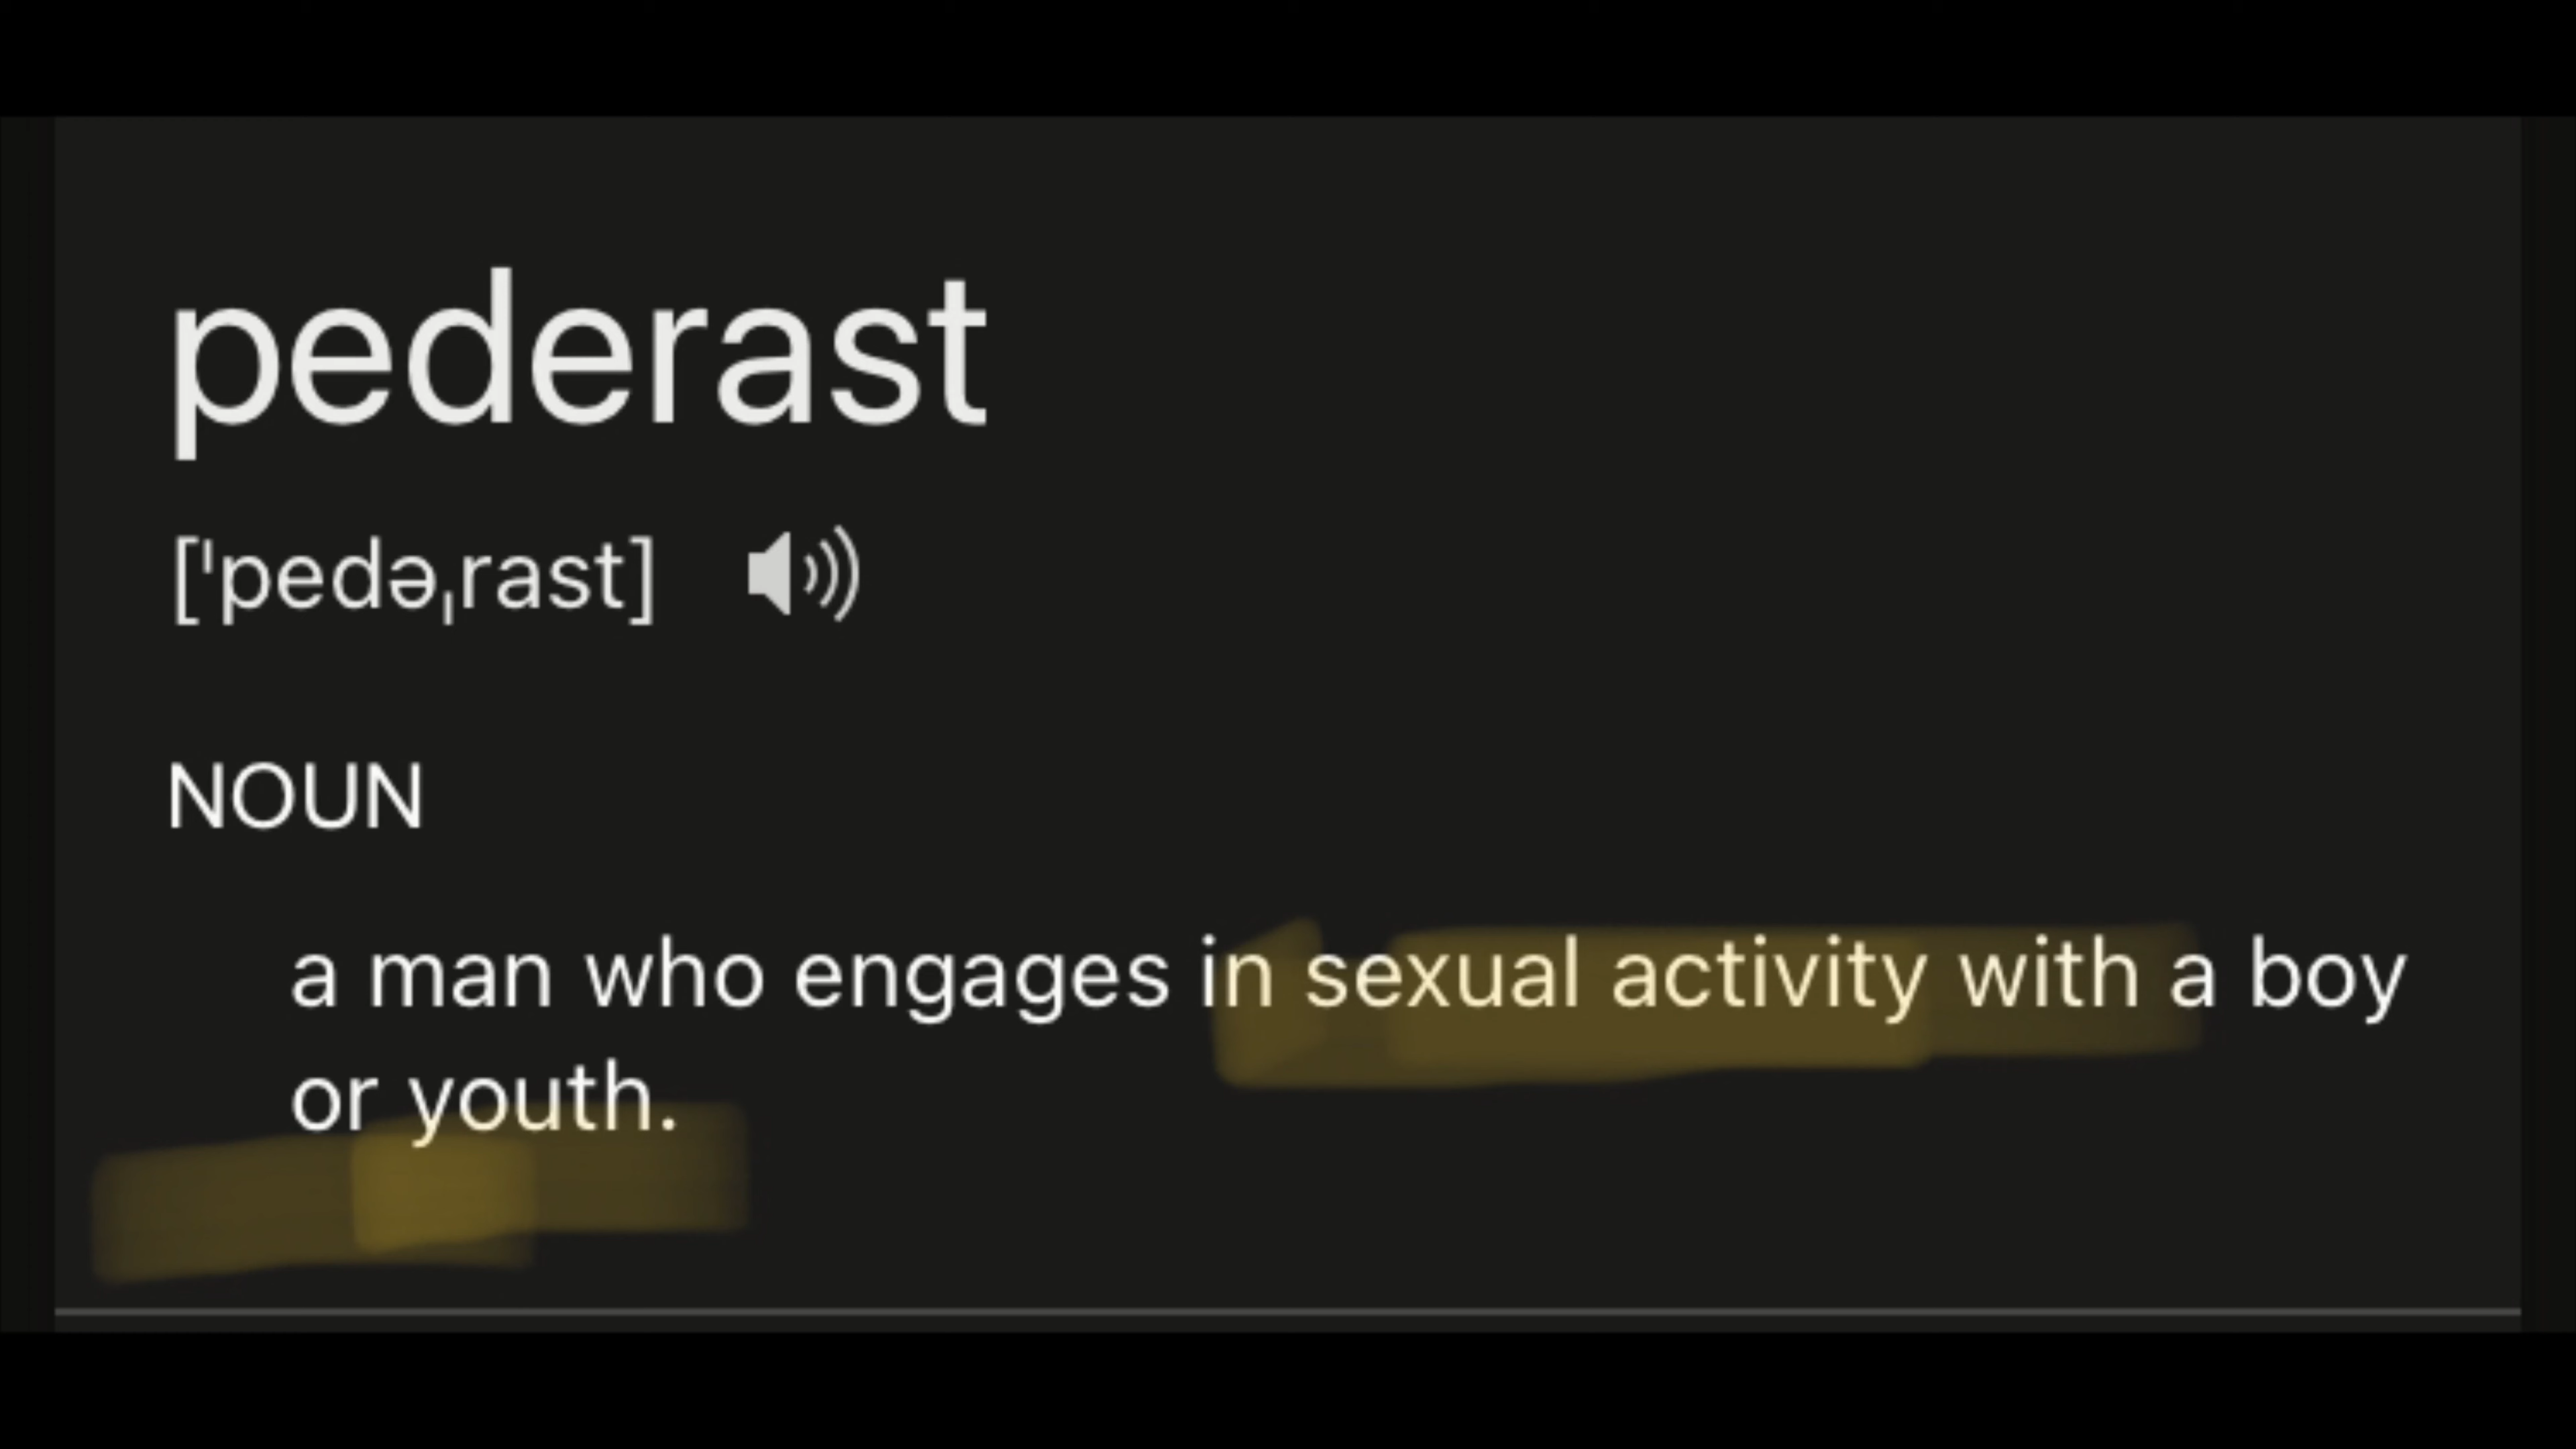 pederast
[ˈpedəˌrast]
NOUN
a man who engages in sexual activity with a boy
or youth.